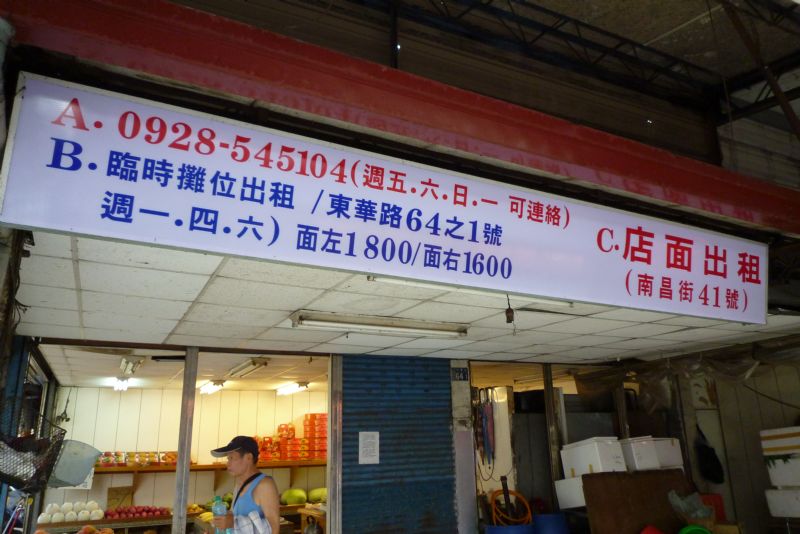 A. 0928-545104(週五.六.日.一 可連絡)
B. 臨時攤位出租 /東華路64之1號
週一.四.六) 面左1800/面右1600
C.店面出租
(南昌街41號)